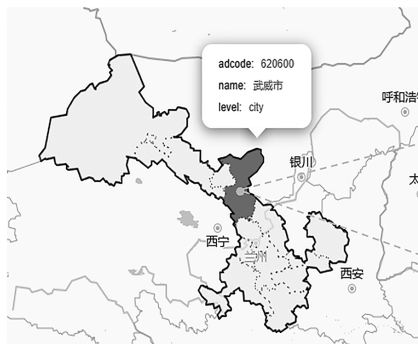 adcode: 620600
name: 武威市
level: city
呼和浩特
银川
太
西宁
兰州
西安